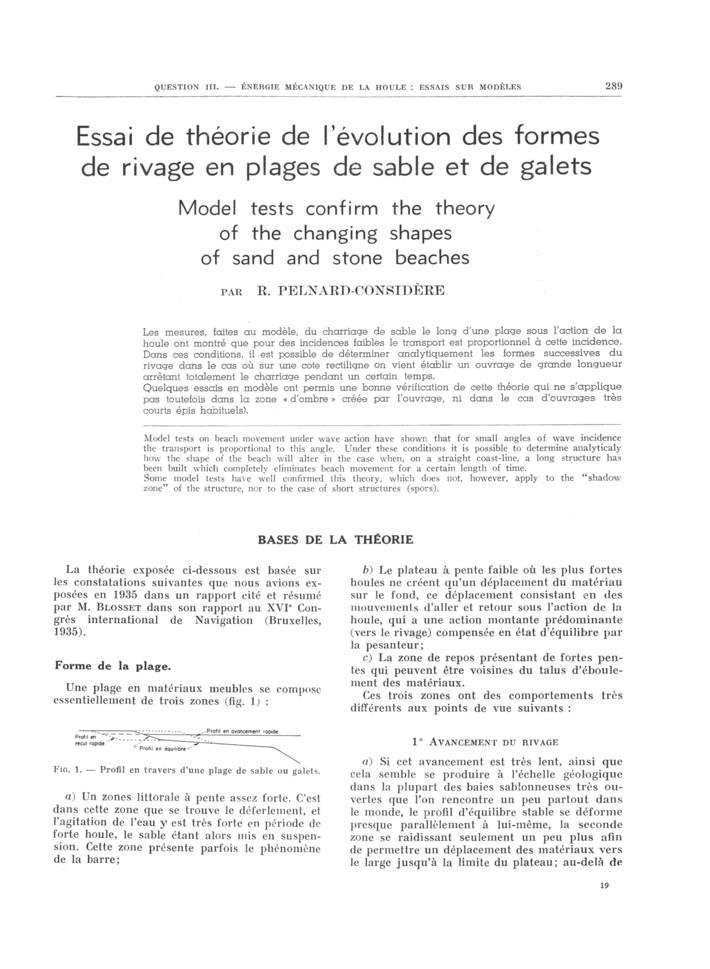 QUESTION III. — ÉNERGIE MÉCANIQUE DE LA HOULE : ESSAIS SUR MODÈLES 289
Essai de théorie de l'évolution des formes
de rivage en plages de sable et de galets
Model tests confirm the theory
of the changing shapes
of sand and stone beaches
PAR R. PELNARD-CONSIDÈRE
Les mesures, faites au modèle, du charriage de sable le long d'une plage sous l'action de la
houle ont montré que pour des incidences faibles le transport est proportionnel à cette incidence.
Dans ces conditions, il est possible de déterminer analytiquement les formes successives du
rivage dans le cas où sur une cote rectiligne on vient établir un ouvrage de grande longueur
arrêtant totalement le charriage pendant un certain temps.
Quelques essais en modèle ont permis une bonne vérification de cette théorie qui ne s'applique
pas toutefois dans la zone « d'ombre » créée par l'ouvrage, ni dans le cas d'ouvrages très
courts épis habituels).
Model tests on beach movement under wave action have shown that for small angles of wave incidence
the transport is proportional to this angle. Under these conditions it is possible to determine analyticaly
how the shape of the beach will alter in the case when, on a straight coast-line, a long structure has
been built which completely eliminates beach movement for a certain length of time.
Some model tests have well confirmed this theory, which does not, however, apply to the "shadow
zone" of the structure, nor to the case of short structures (spors).
BASES DE LA THÉORIE
La théorie exposée ci-dessous est basée sur
les constatations suivantes que nous avions ex-
posées en 1935 dans un rapport cité et résumé
par M. BLOSSET dans son rapport au XVI° Con-
grès international de Navigation (Bruxelles,
1935).
Forme de la plage.
Une plage en matériaux meubles se compose
essentiellement de trois zones (fig. 1) :
Profil en avancement rapide
Profil en
recul rapide
Profil en équilibre
FIG. 1. — Profil en travers d'une plage de sable ou galets.
a) Un zones littorale à pente assez forte. C'est
dans cette zone que se trouve le déferlement, et
l'agitation de l'eau y est très forte en période de
forte houle, le sable étant alors mis en suspen-
sion. Cette zone présente parfois le phénomène
de la barre;
b) Le plateau à pente faible où les plus fortes
houles ne créent qu'un déplacement du matériau
sur le fond, ce déplacement consistant en des
mouvements d'aller et retour sous l'action de la
houle, qui a une action montante prédominante
(vers le rivage) compensée en état d'équilibre par
la pesanteur;
c) La zone de repos présentant de fortes pen-
tes qui peuvent être voisines du talus d'éboule-
ment des matériaux.
Ces trois zones ont des comportements très
différents aux points de vue suivants :
1° AVANCEMENT DU RIVAGE
a) Si cet avancement est très lent, ainsi que
cela semble se produire à l'échelle géologique
dans la plupart des baies sablonneuses très ou-
vertes que l'on rencontre un peu partout dans
le monde, le profil d'équilibre stable se déforme
presque parallèlement à lui-même, la seconde
zone se raidissant seulement un peu plus afin
de permettre un déplacement des matériaux vers
le large jusqu'à la limite du plateau; au-delà de
19